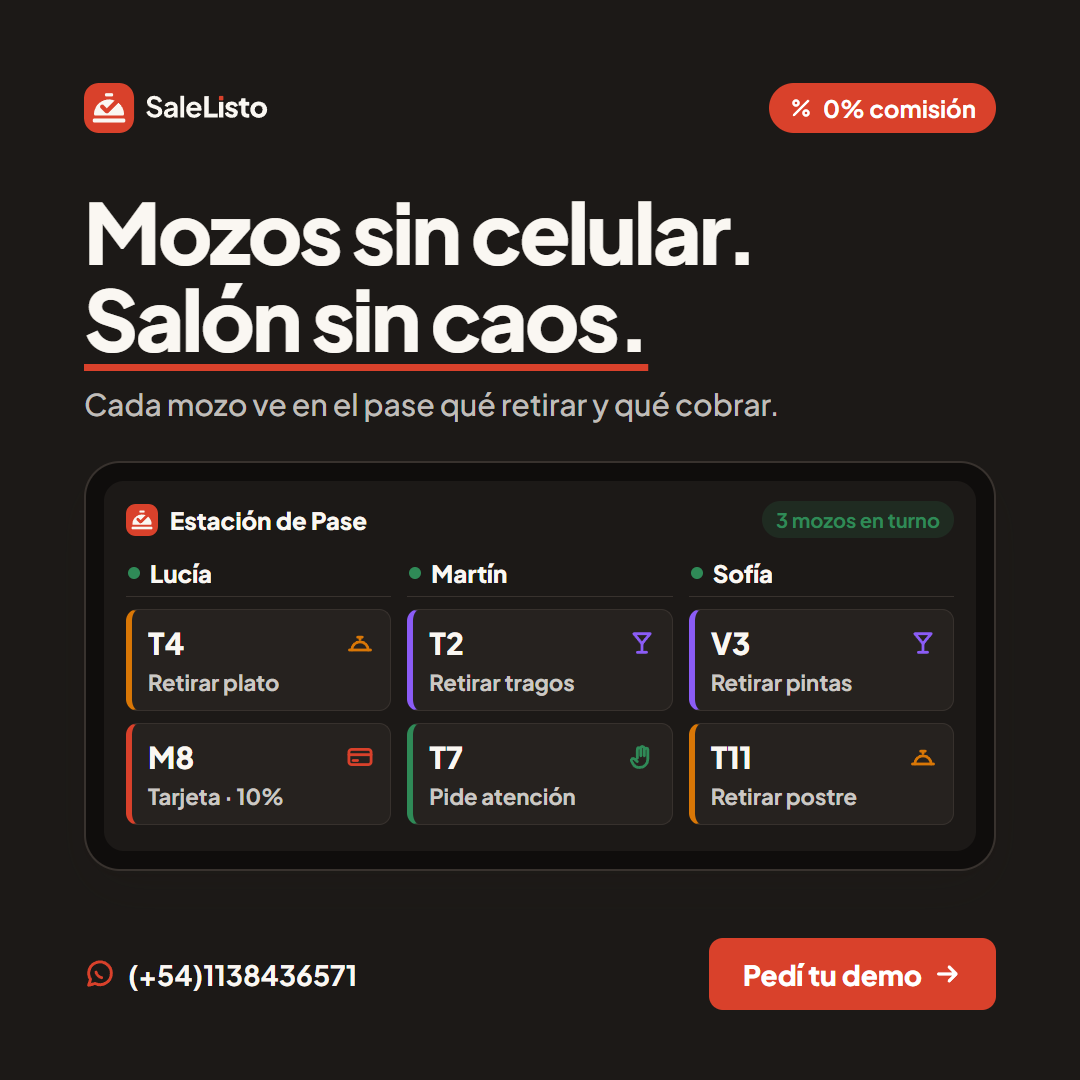 SaleListo
% 0% comisión
Mozos sin celular.
Salón sin caos.
Cada mozo ve en el pase qué retirar y qué cobrar.
Estación de Pase
3 mozos en turno
Lucía
Martín
Sofía
T4
Retirar plato
T2
Retirar tragos
V3
Retirar pintas
M8
Tarjeta · 10%
T7
Pide atención
T11
Retirar postre
(+54)1138436571
Pedí tu demo →